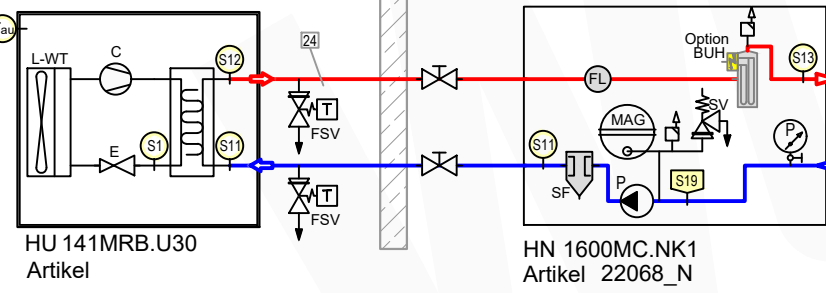 au
L-WT
C
S12
24
Option
BUH
S13
FL
T
FSV
E
S1
S11
MAG
SV
S11
P
SF
P
S19
T
FSV
HU 141MRB.U30
Artikel
HN 1600MC.NK1
Artikel 22068_N